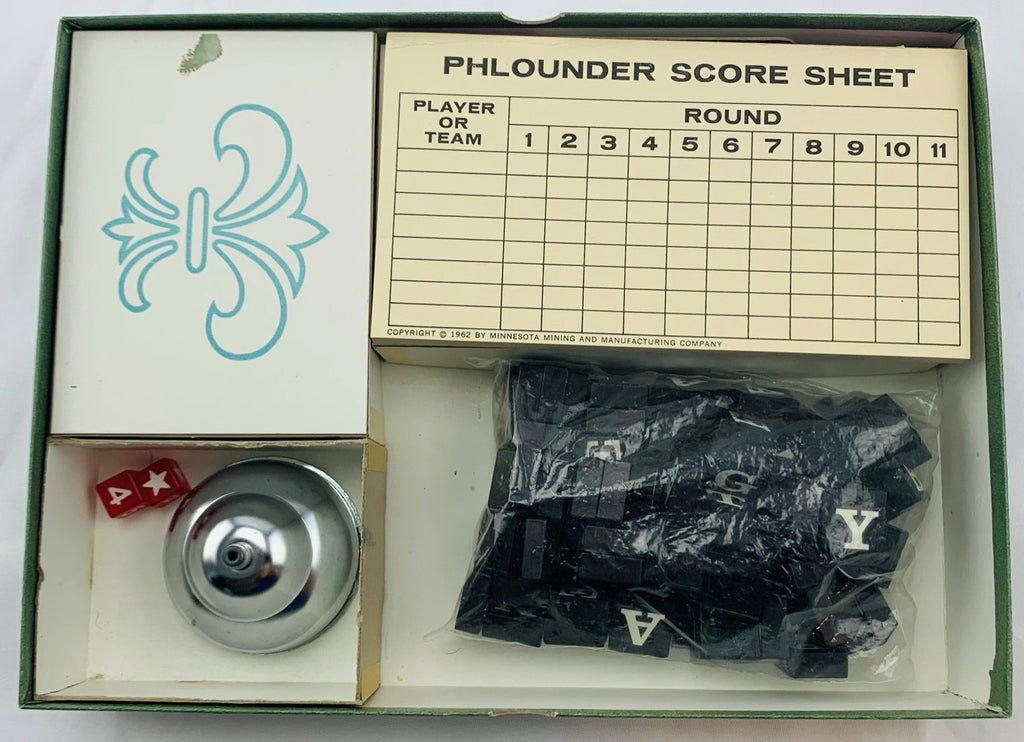 PHLOUNDER SCORE SHEET
PLAYER
OR
TEAM
ROUND
1 2 3 4 5 6 7 8 9 10 11
COPYRIGHT © 1962 BY MINNESOTA MINING AND MANUFACTURING COMPANY
4
E
Y
A